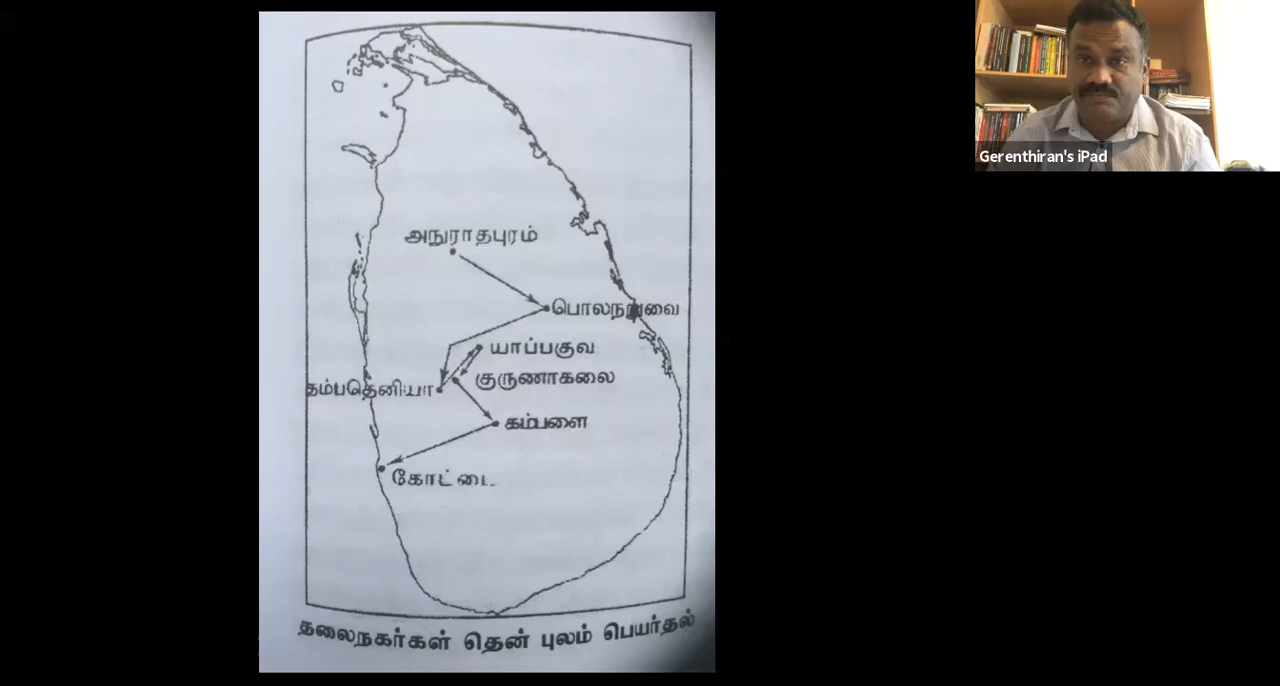 Gerenthiran's iPad
அநுராதபுரம்
பொலநறுவை
யாப்பகுவ
குருணாகலை
தம்பதெனியா
கம்பளை
கோட்டை
தலைநகர்கள் தென் புலம் பெயர்தல்